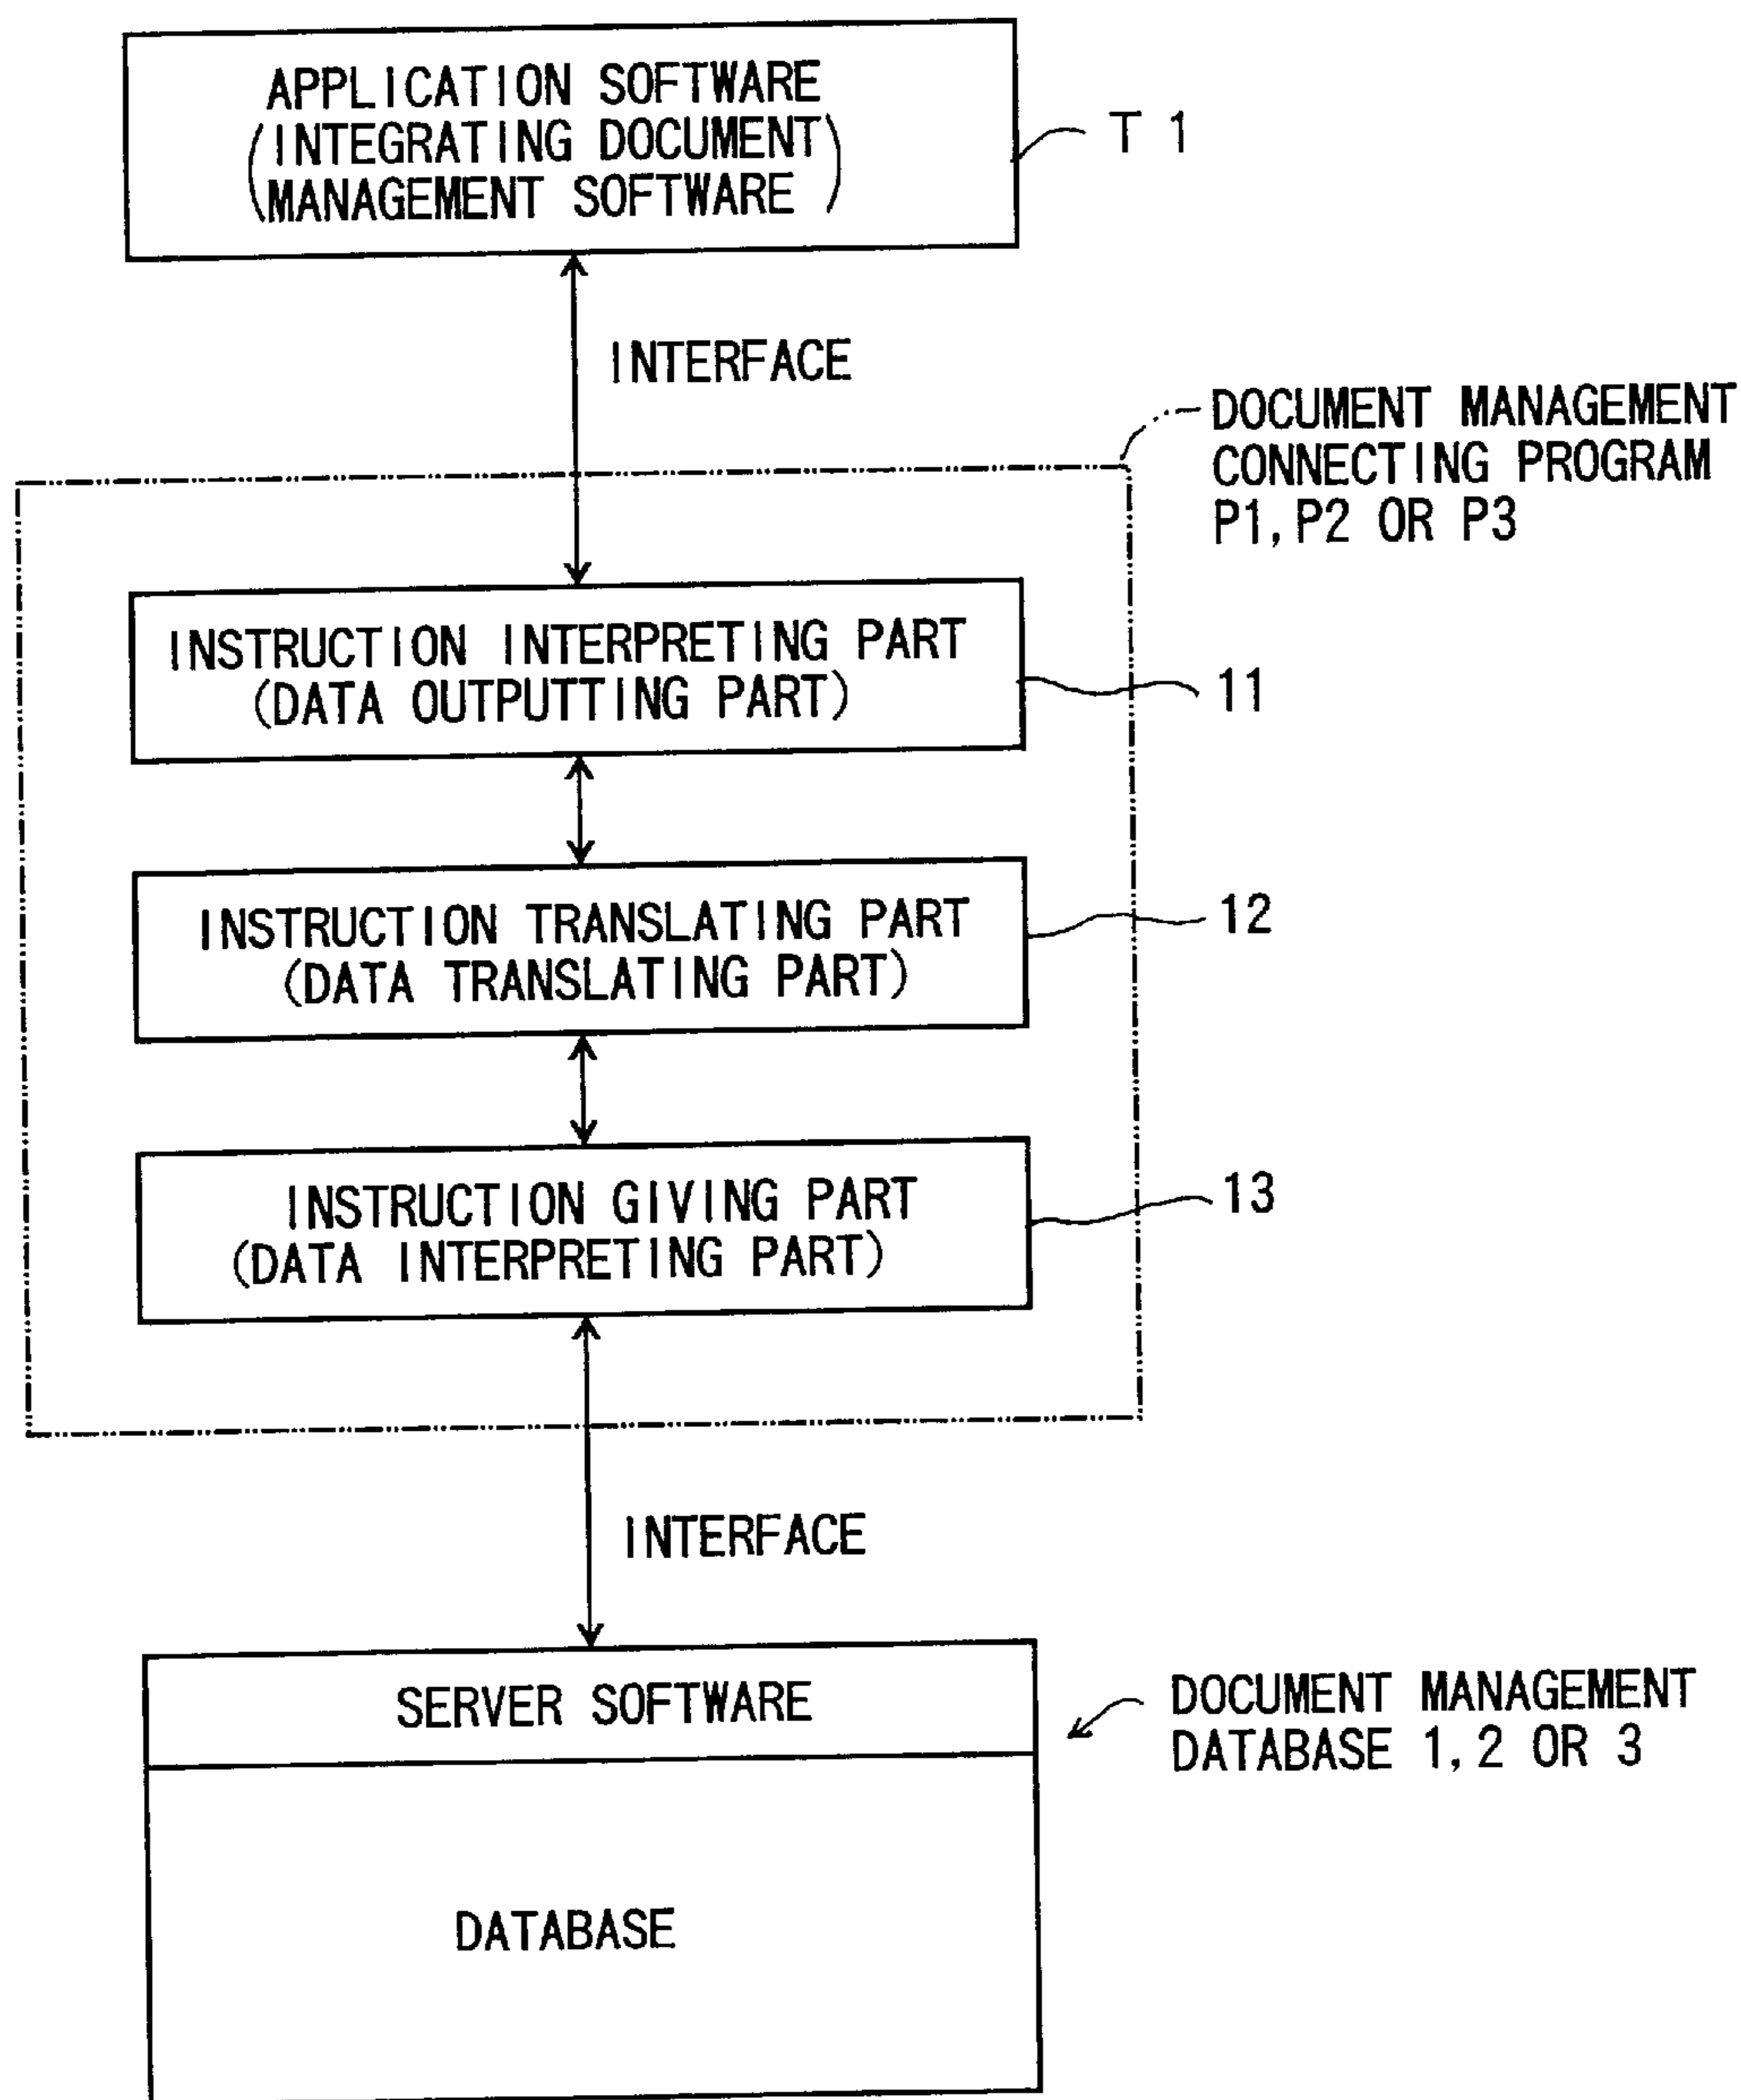 APPLICATION SOFTWARE
(INTEGRATING DOCUMENT
MANAGEMENT SOFTWARE)
T 1
INTERFACE
DOCUMENT MANAGEMENT
CONNECTING PROGRAM
P1, P2 OR P3
INSTRUCTION INTERPRETING PART
(DATA OUTPUTTING PART)
11
INSTRUCTION TRANSLATING PART
(DATA TRANSLATING PART)
12
INSTRUCTION GIVING PART
(DATA INTERPRETING PART)
13
INTERFACE
SERVER SOFTWARE
DOCUMENT MANAGEMENT
DATABASE 1, 2 OR 3
DATABASE